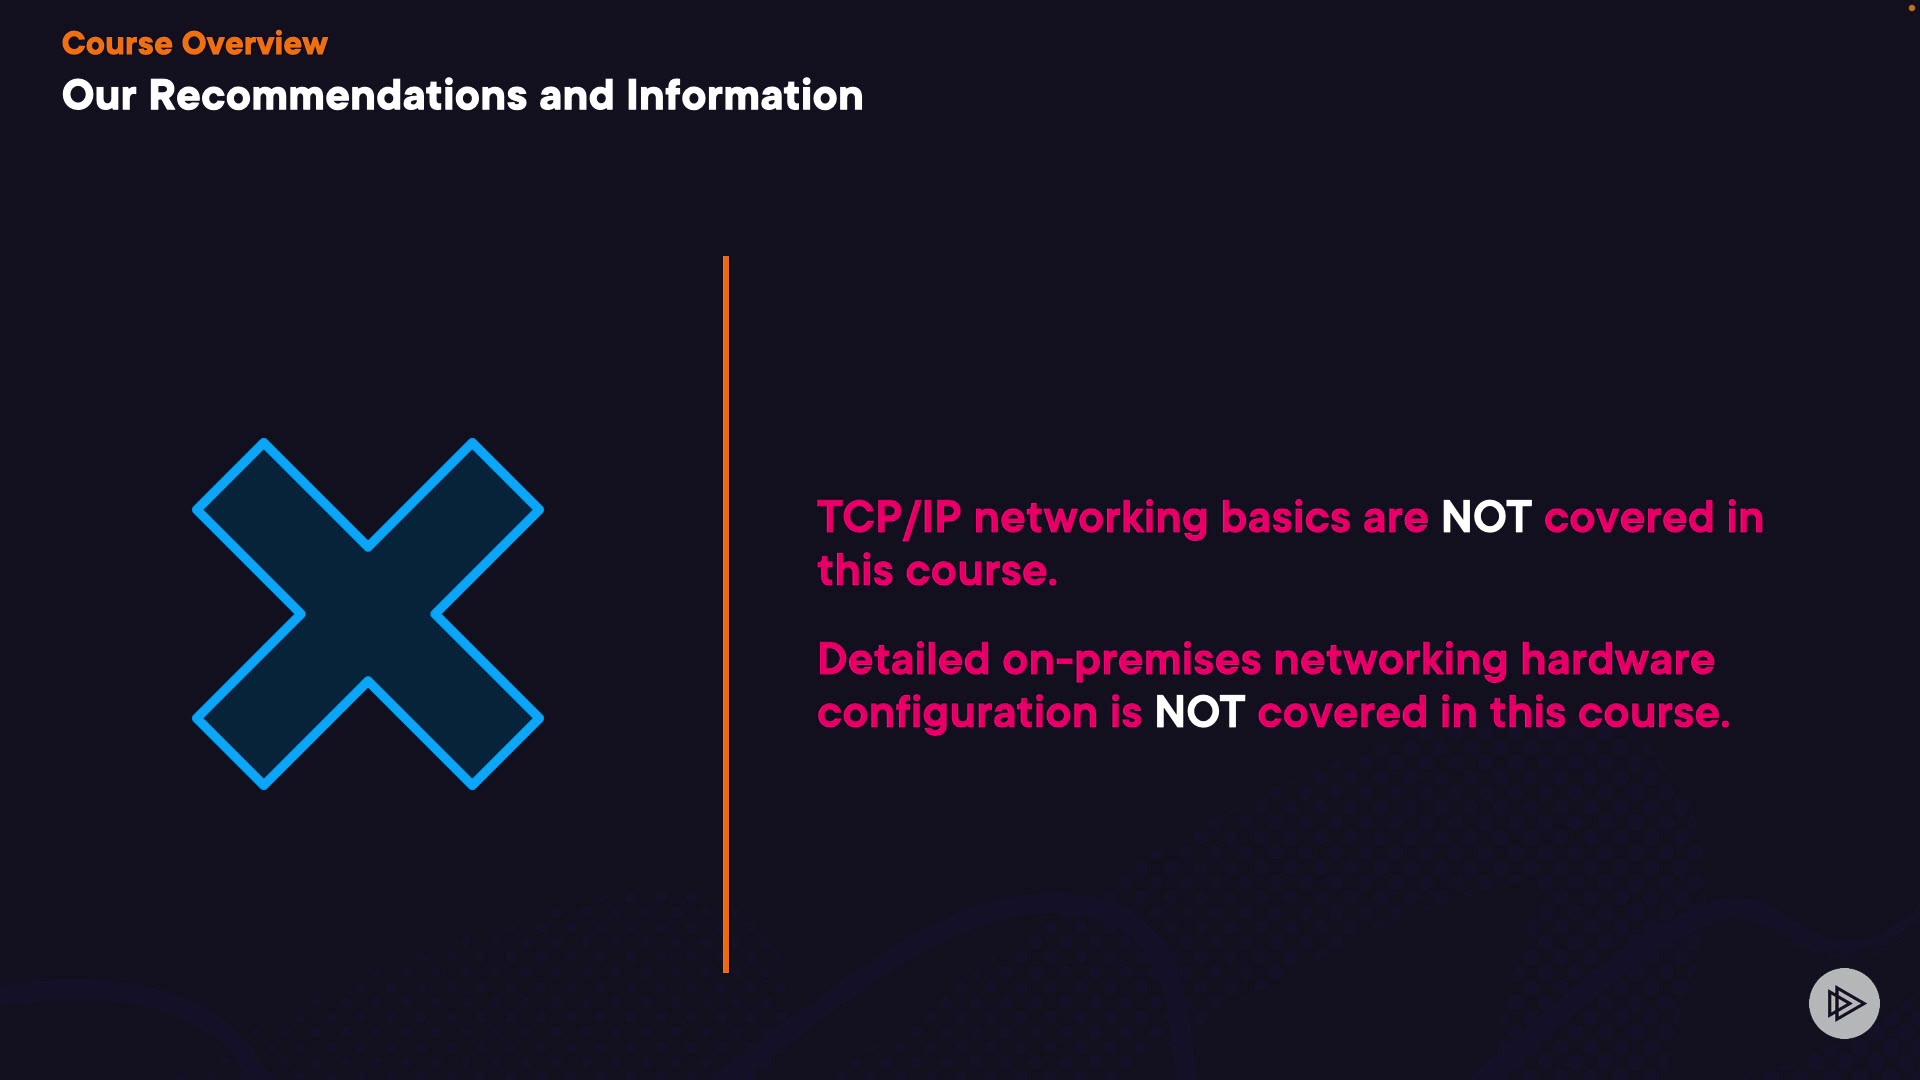 Course Overview
Our Recommendations and Information
TCP/IP networking basics are NOT covered in
this course.
Detailed on-premises networking hardware
configuration is NOT covered in this course.